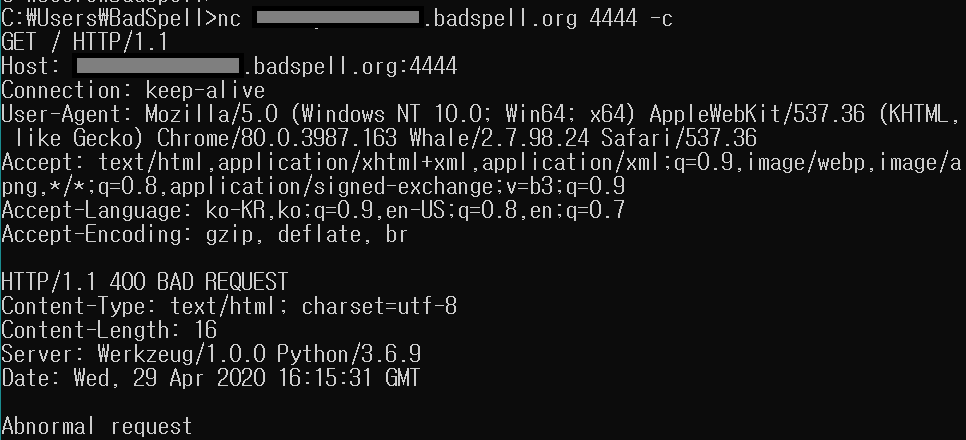 C:₩Users₩BadSpell>nc .badspell.org 4444 -c
GET / HTTP/1.1
Host: .badspell.org:4444
Connection: keep-alive
User-Agent: Mozilla/5.0 (Windows NT 10.0; Win64; x64) AppleWebKit/537.36 (KHTML,
like Gecko) Chrome/80.0.3987.163 Whale/2.7.98.24 Safari/537.36
Accept: text/html,application/xhtml+xml,application/xml;q=0.9,image/webp,image/a
png,*/*;q=0.8,application/signed-exchange;v=b3;q=0.9
Accept-Language: ko-KR,ko;q=0.9,en-US;q=0.8,en;q=0.7
Accept-Encoding: gzip, deflate, br
HTTP/1.1 400 BAD REQUEST
Content-Type: text/html; charset=utf-8
Content-Length: 16
Server: Werkzeug/1.0.0 Python/3.6.9
Date: Wed, 29 Apr 2020 16:15:31 GMT
Abnormal request